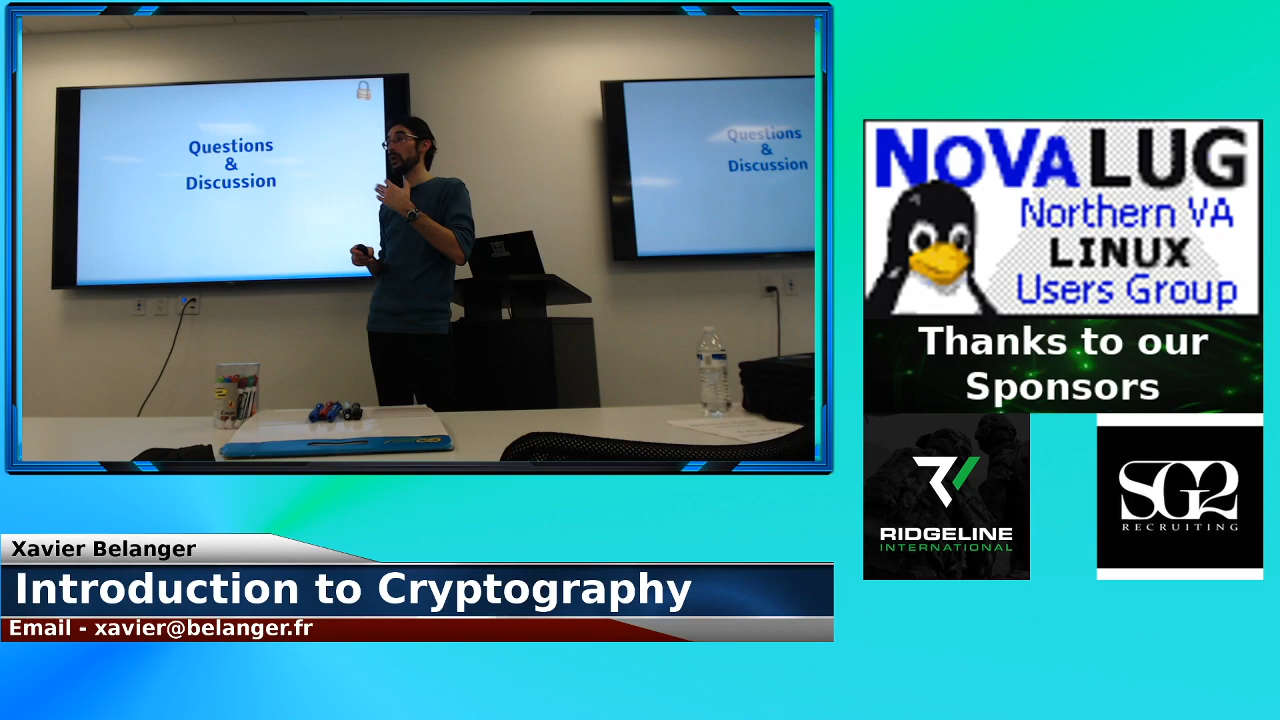 Questions
&
Discussion
Questions
&
Discussion
NOVALUG
Northern VA
LINUX
Users Group
Thanks to our
Sponsors
RIDGELINE
INTERNATIONAL
SG2
RECRUITING
Xavier Belanger
Introduction to Cryptography
Email - xavier@belanger.fr